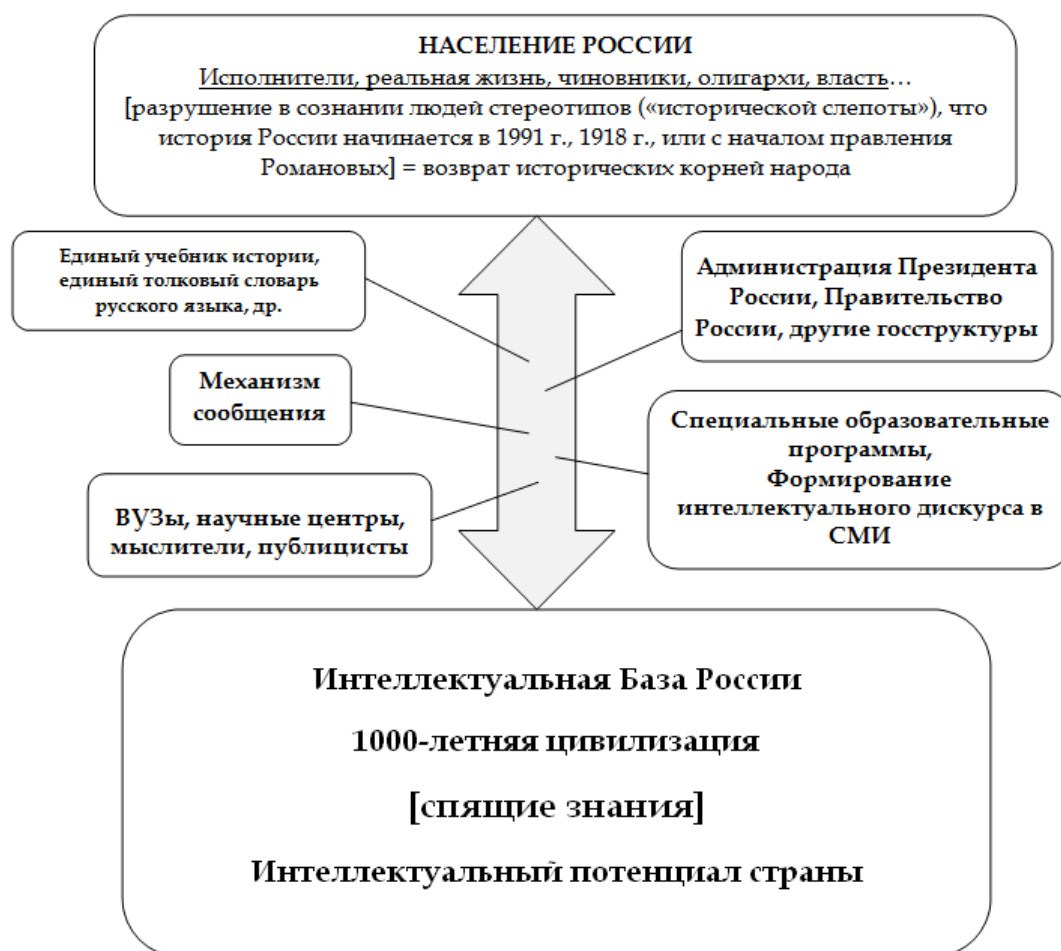 НАСЕЛЕНИЕ РОССИИ
Исполнители, реальная жизнь, чиновники, олигархи, власть…
[разрушение в сознании людей стереотипов («исторической слепоты»), что
история России начинается в 1991 г., 1918 г., или с началом правления
Романовых] = возврат исторических корней народа
Единый учебник истории,
единый толковый словарь
русского языка, др.
Администрация Президента
России, Правительство
России, другие госструктуры
Механизм
сообщения
Специальные образовательные
программы,
Формирование
интеллектуального дискурса в
СМИ
ВУЗы, научные центры,
мыслители, публицисты
Интеллектуальная База России
1000-летняя цивилизация
[спящие знания]
Интеллектуальный потенциал страны